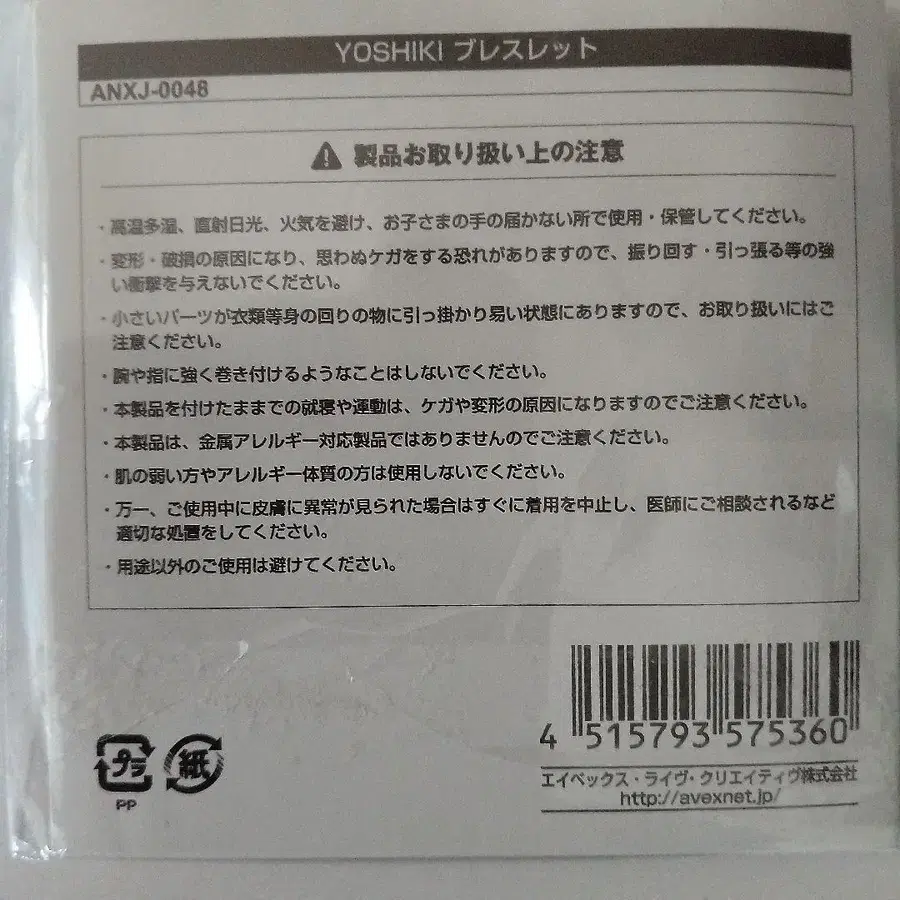 YOSHIKI ブレスレット
ANXJ-0048
製品お取り扱い上の注意
・高温多湿、直射日光、火気を避け、お子さまの手の届かない所で使用・保管してください。
・変形・破損の原因になり、思わぬケガをする恐れがありますので、振り回す・引っ張る等の強
い衝撃を与えないでください。
・小さいパーツが衣類等身の回りの物に引っ掛かり易い状態にありますので、お取り扱いにはご
注意ください。
・腕や指に強く巻き付けるようなことはしないでください。
・本製品を付けたままでの就寝や運動は、ケガや変形の原因になりますのでご注意ください。
・本製品は、金属アレルギー対応製品ではありませんのでご注意ください。
・肌の弱い方やアレルギー体質の方は使用しないでください。
・万一、ご使用中に皮膚に異常が見られた場合はすぐに着用を中止し、医師にご相談されるなど
適切な処置をしてください。
・用途以外のご使用は避けてください。
4 515793 575360
プラ 紙
PP
エイベックス・ライヴ・クリエイティヴ株式会社
http://avexnet.jp/